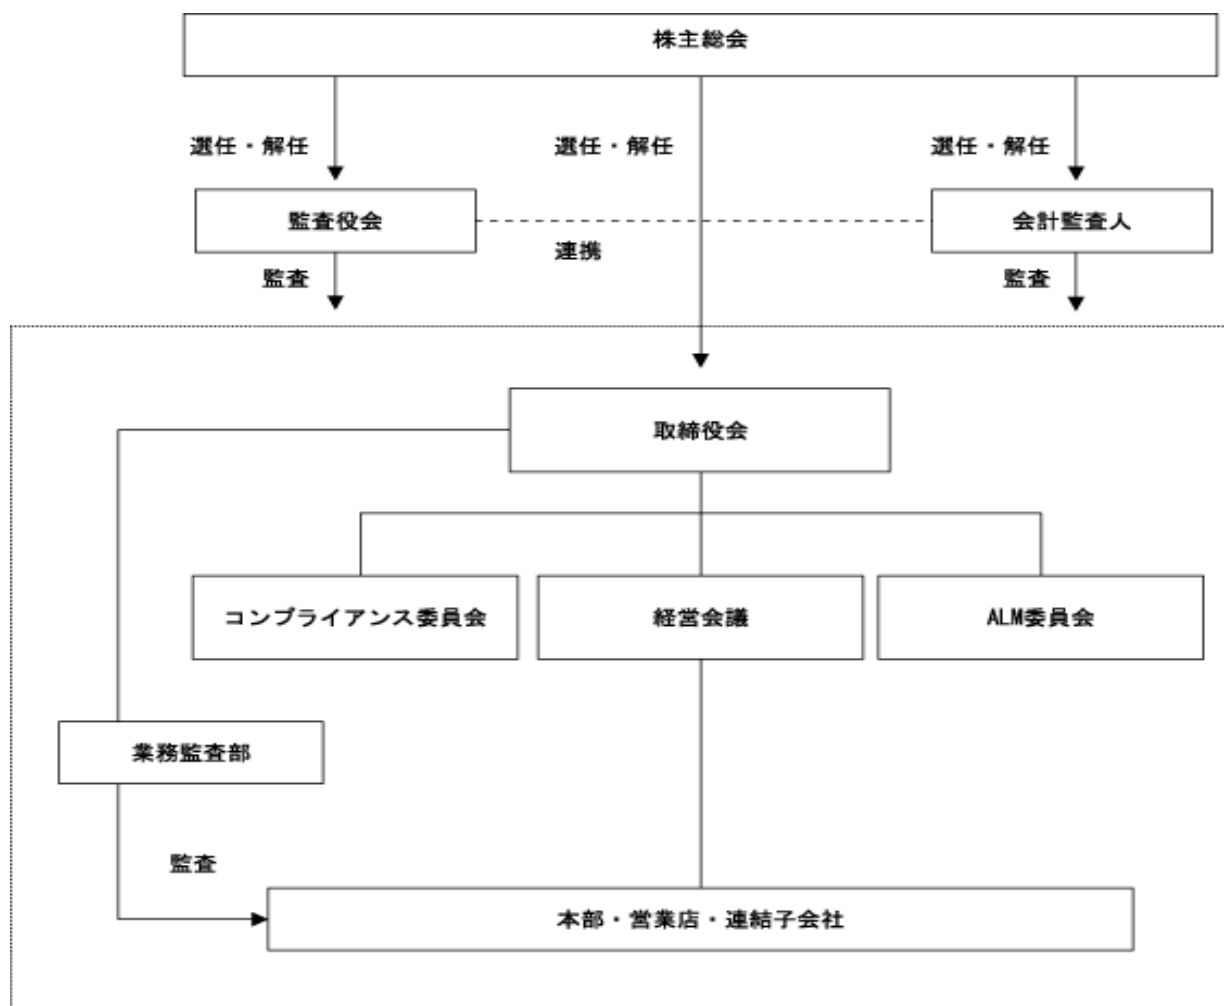 株主総会
選任・解任
選任・解任
選任・解任
監査役会
会計監査人
連携
監査
監査
取締役会
コンプライアンス委員会
経営会議
ALM委員会
業務監査部
監査
本部・営業店・連結子会社